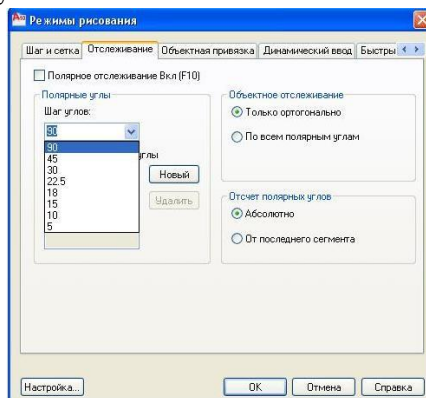 Режимы рисования
Шаг и сетка Отслеживание Объектная привязка Динамический ввод Быстры
Полярное отслеживание Вкл (F10)
Полярные углы
Шаг углов:
90
90
45
30
22.5
18
15
10
5
углы
Новый
Удалить
Объектное отслеживание
Только ортогонально
По всем полярным углам
Отсчет полярных углов
Абсолютно
От последнего сегмента
Настройка... ОК Отмена Справка